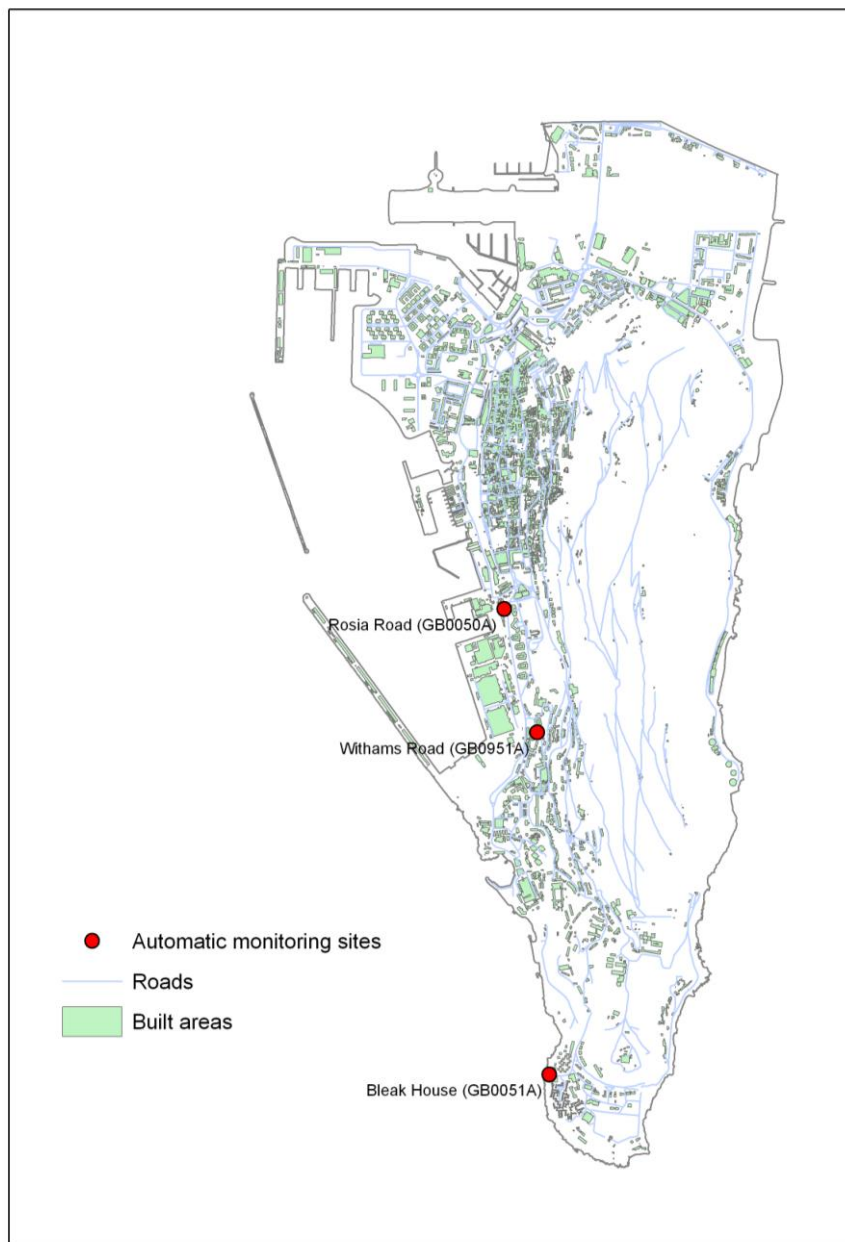 Rosia Road (GB0050A)
Withams Road (GB0951A)
Automatic monitoring sites
Roads
Built areas
Bleak House (GB0051A)